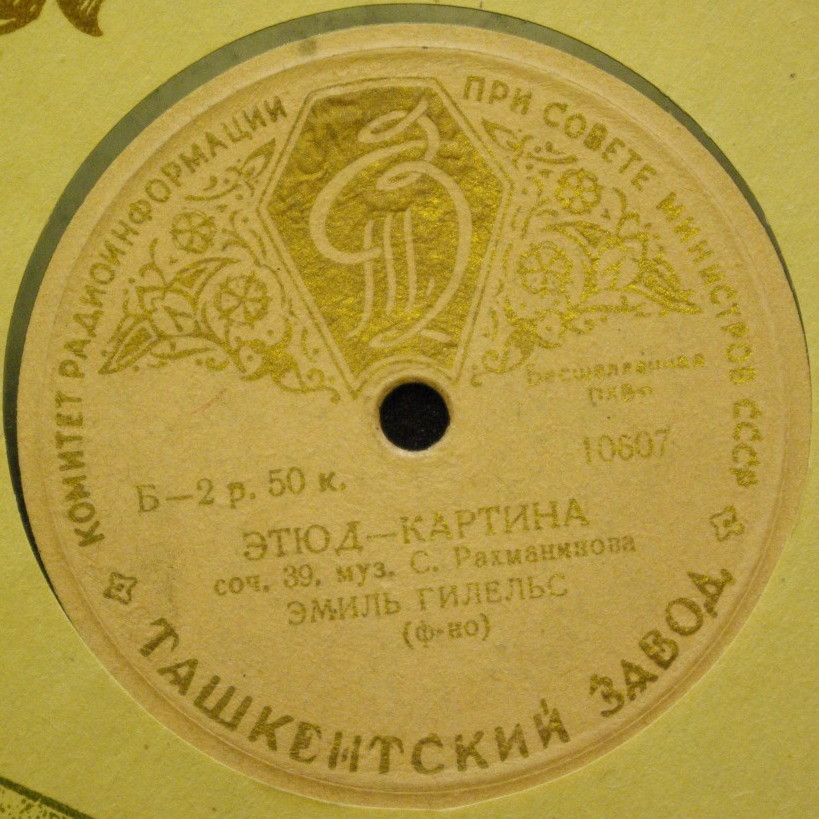 КОМИТЕТ РАДИОИНФОРМАЦИИ ПРИ СОВЕТЕ МИНИСТРОВ СССР
Бесшеллачная
10607
Б—2 р. 50 к.
ЭТЮД—КАРТИНА
соч. 39, муз. С. Рахманинова
ЭМИЛЬ ГИЛЕЛЬС
(ф-но)
ТАШКЕНТСКИЙ ЗАВОД